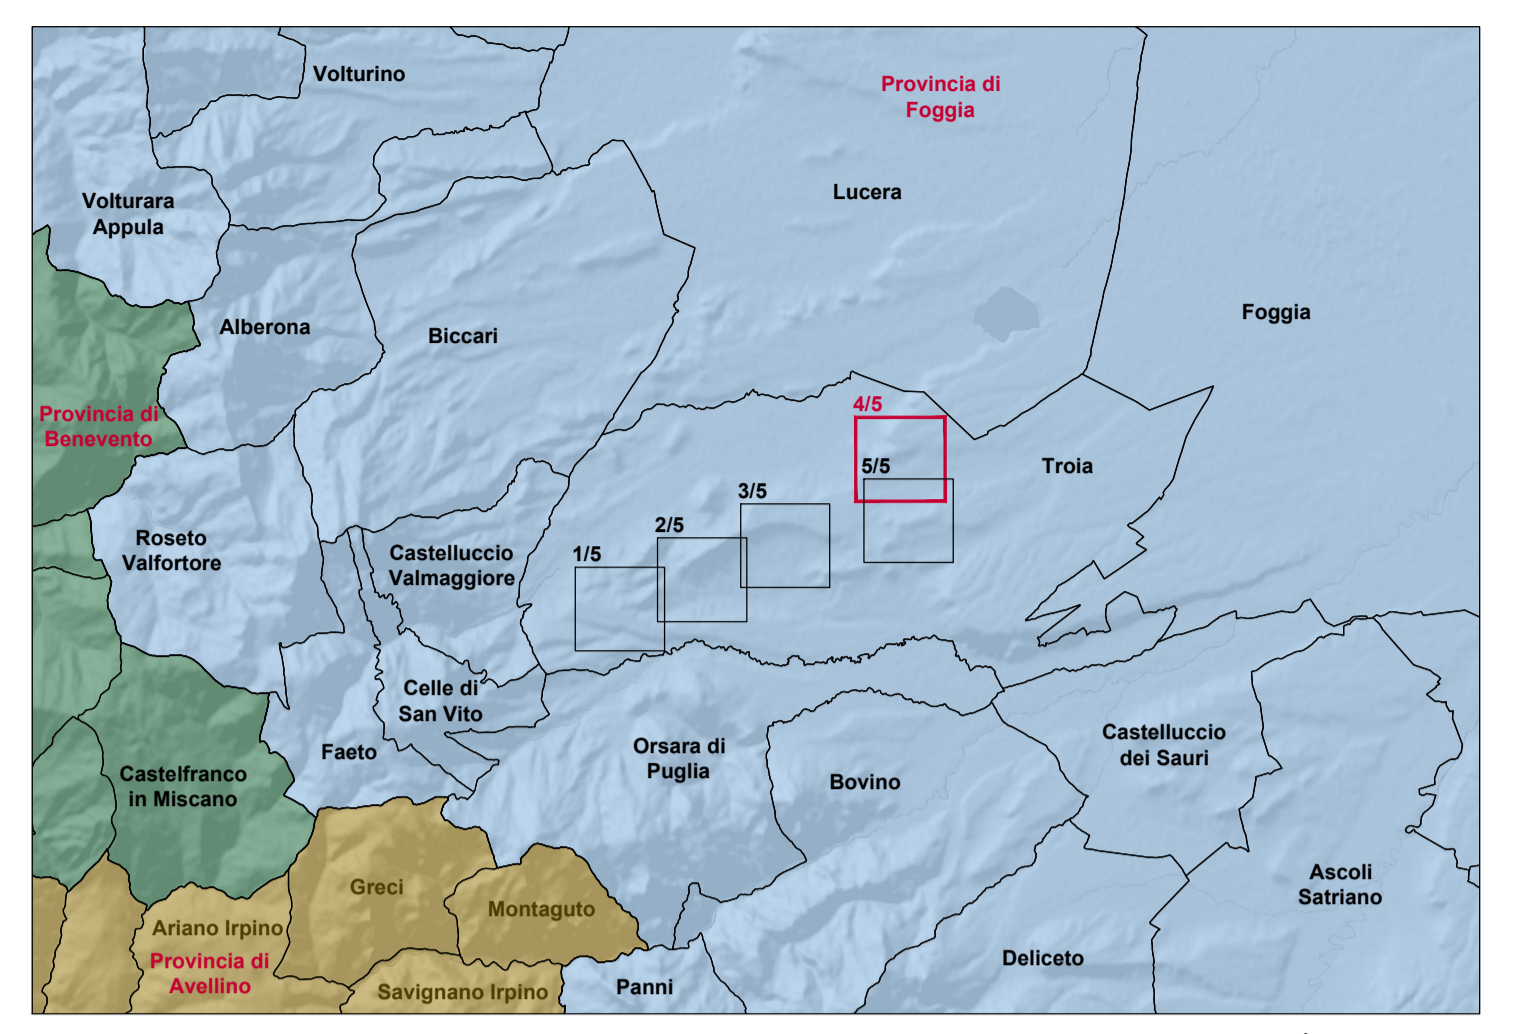 Volturino
Provincia di
Foggia
Lucera
Volturara
Appula
Foggia
Alberona
Biccari
Provincia di
Benevento
4/5
Troia
5/5
3/5
2/5
1/5
Roseto
Valfortore
Castelluccio
Valmaggiore
Celle di
San Vito
Faeto
Orsara di
Puglia
Castelluccio
dei Sauri
Bovino
Castelfranco
in Miscano
Greci
Ascoli
Satriano
Montaguto
Ariano Irpino
Provincia di
Avellino
Deliceto
Savignano Irpino
Panni